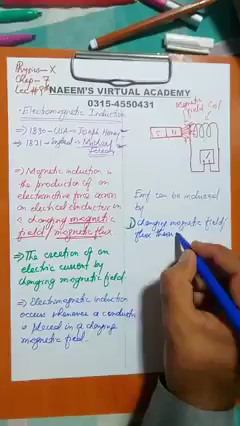 Physics - X
Chap - 7
Lec #
NAEEM'S VIRTUAL ACADEMY
0315-4550431
Electromagnetic Induction
⇒ 1830 - USA → Joseph Henry
⇒ 1831 - England → Michael
Faraday
Magnetic
field
Coil
S N
⇒ Magnetic induction is
the production of an
electromotive force across
an electrical conductor in
a changing magnetic
field/magnetic flux.
⇒ The creation of an
electric current by
changing magnetic field
⇒ Electromagnetic induction
occurs whenever a conductor
is placed in a changing
magnetic field.
Emf can be induced
by
1) changing magnetic field/
flux